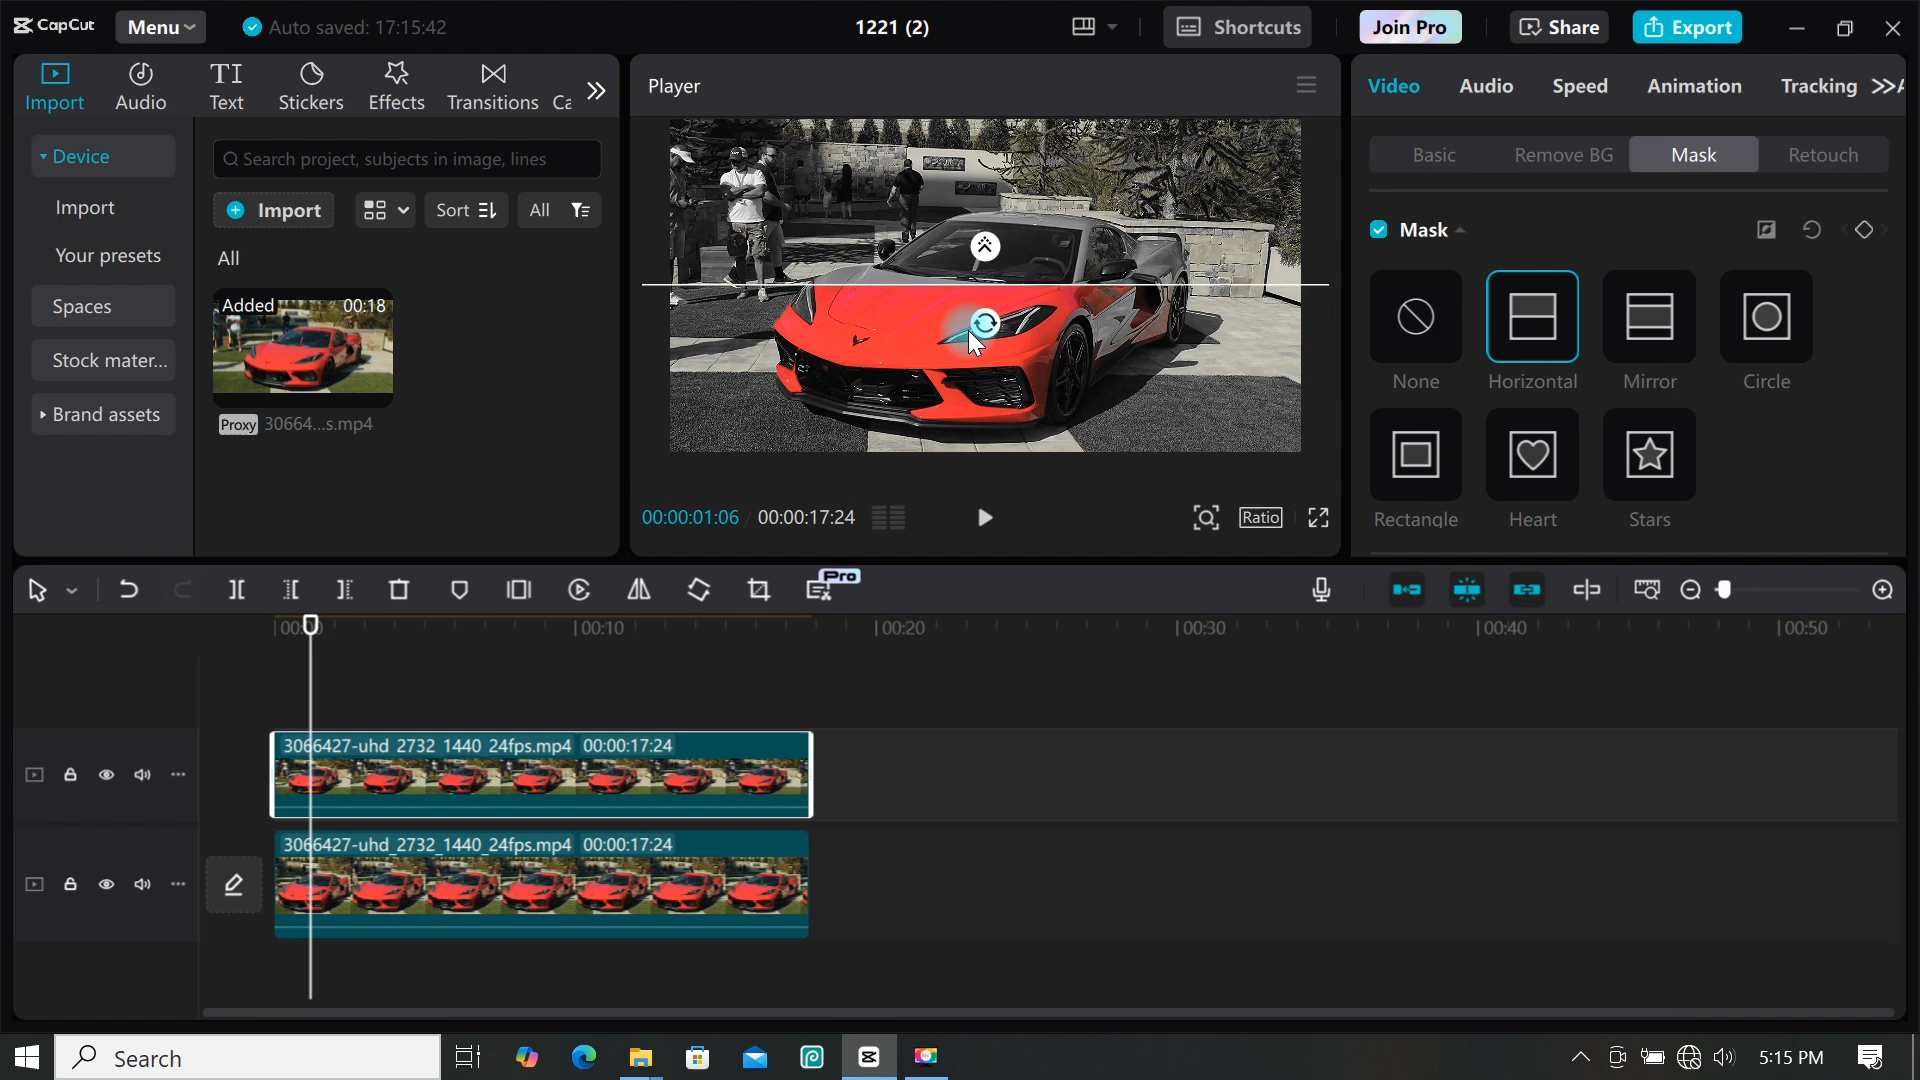 CapCut
Menu
Auto saved: 17:15:42
1221 (2)
Shortcuts
Join Pro
Share
Export
Import
Audio
Text
Stickers
Effects
Transitions
Ca
Player
Video
Audio
Speed
Animation
Tracking
Device
Import
Your presets
Spaces
Stock mater...
Brand assets
Search project, subjects in image, lines
Import
Sort
All
All
Added 00:18
Proxy 30664...s.mp4
00:00:01:06 / 00:00:17:24
Ratio
Basic
Remove BG
Mask
Retouch
Mask
None
Horizontal
Mirror
Circle
Rectangle
Heart
Stars
Pro
00:00
00:10
00:20
00:30
00:40
00:50
3066427-uhd_2732_1440_24fps.mp4 00:00:17:24
3066427-uhd_2732_1440_24fps.mp4 00:00:17:24
Search
5:15 PM